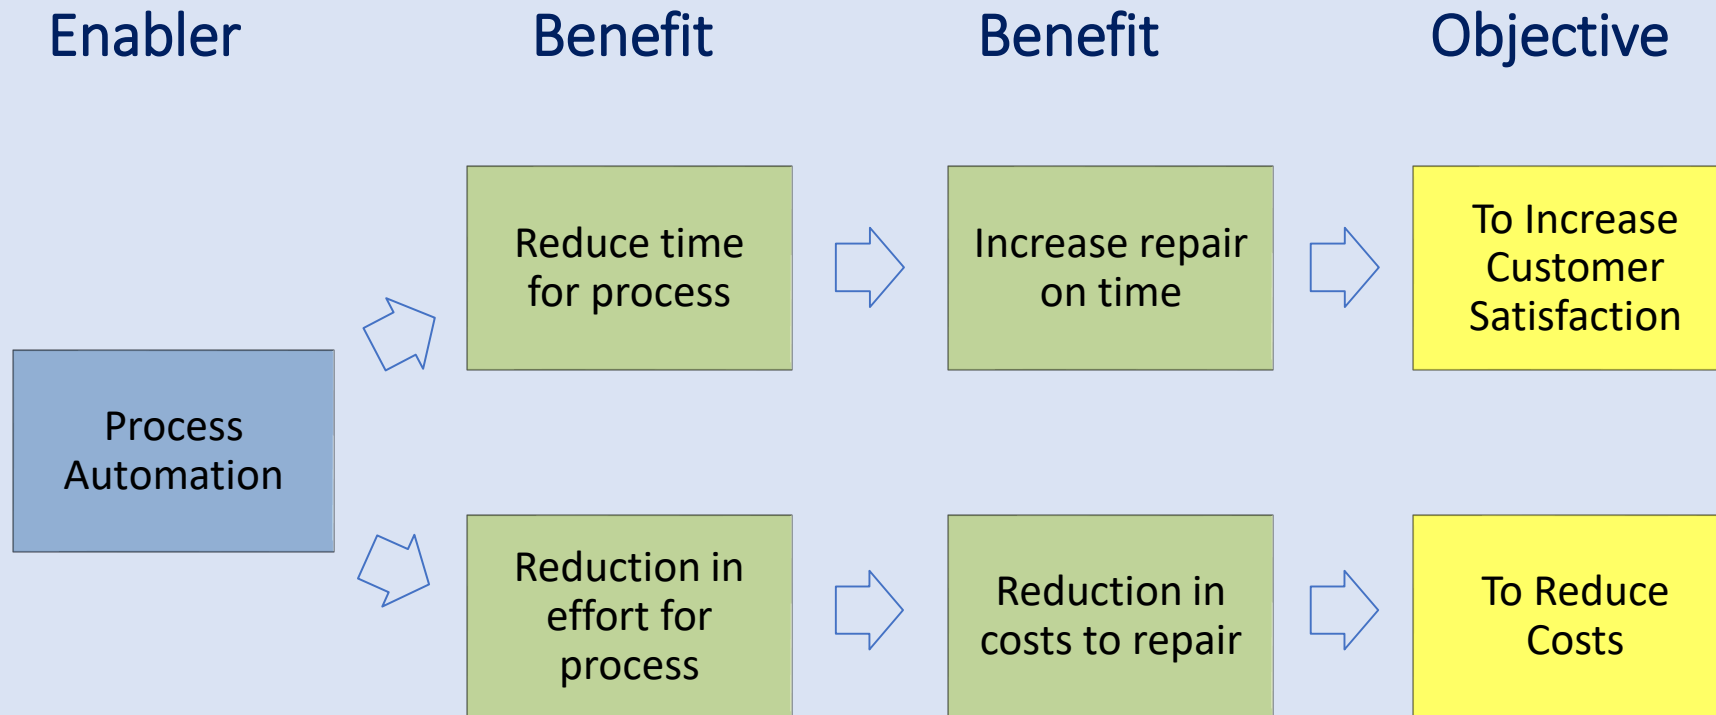 Enabler
Benefit
Benefit
Objective
Reduce time
for process
Increase repair
on time
To Increase
Customer
Satisfaction
Process
Automation
Reduction in
effort for
process
Reduction in
costs to repair
To Reduce
Costs